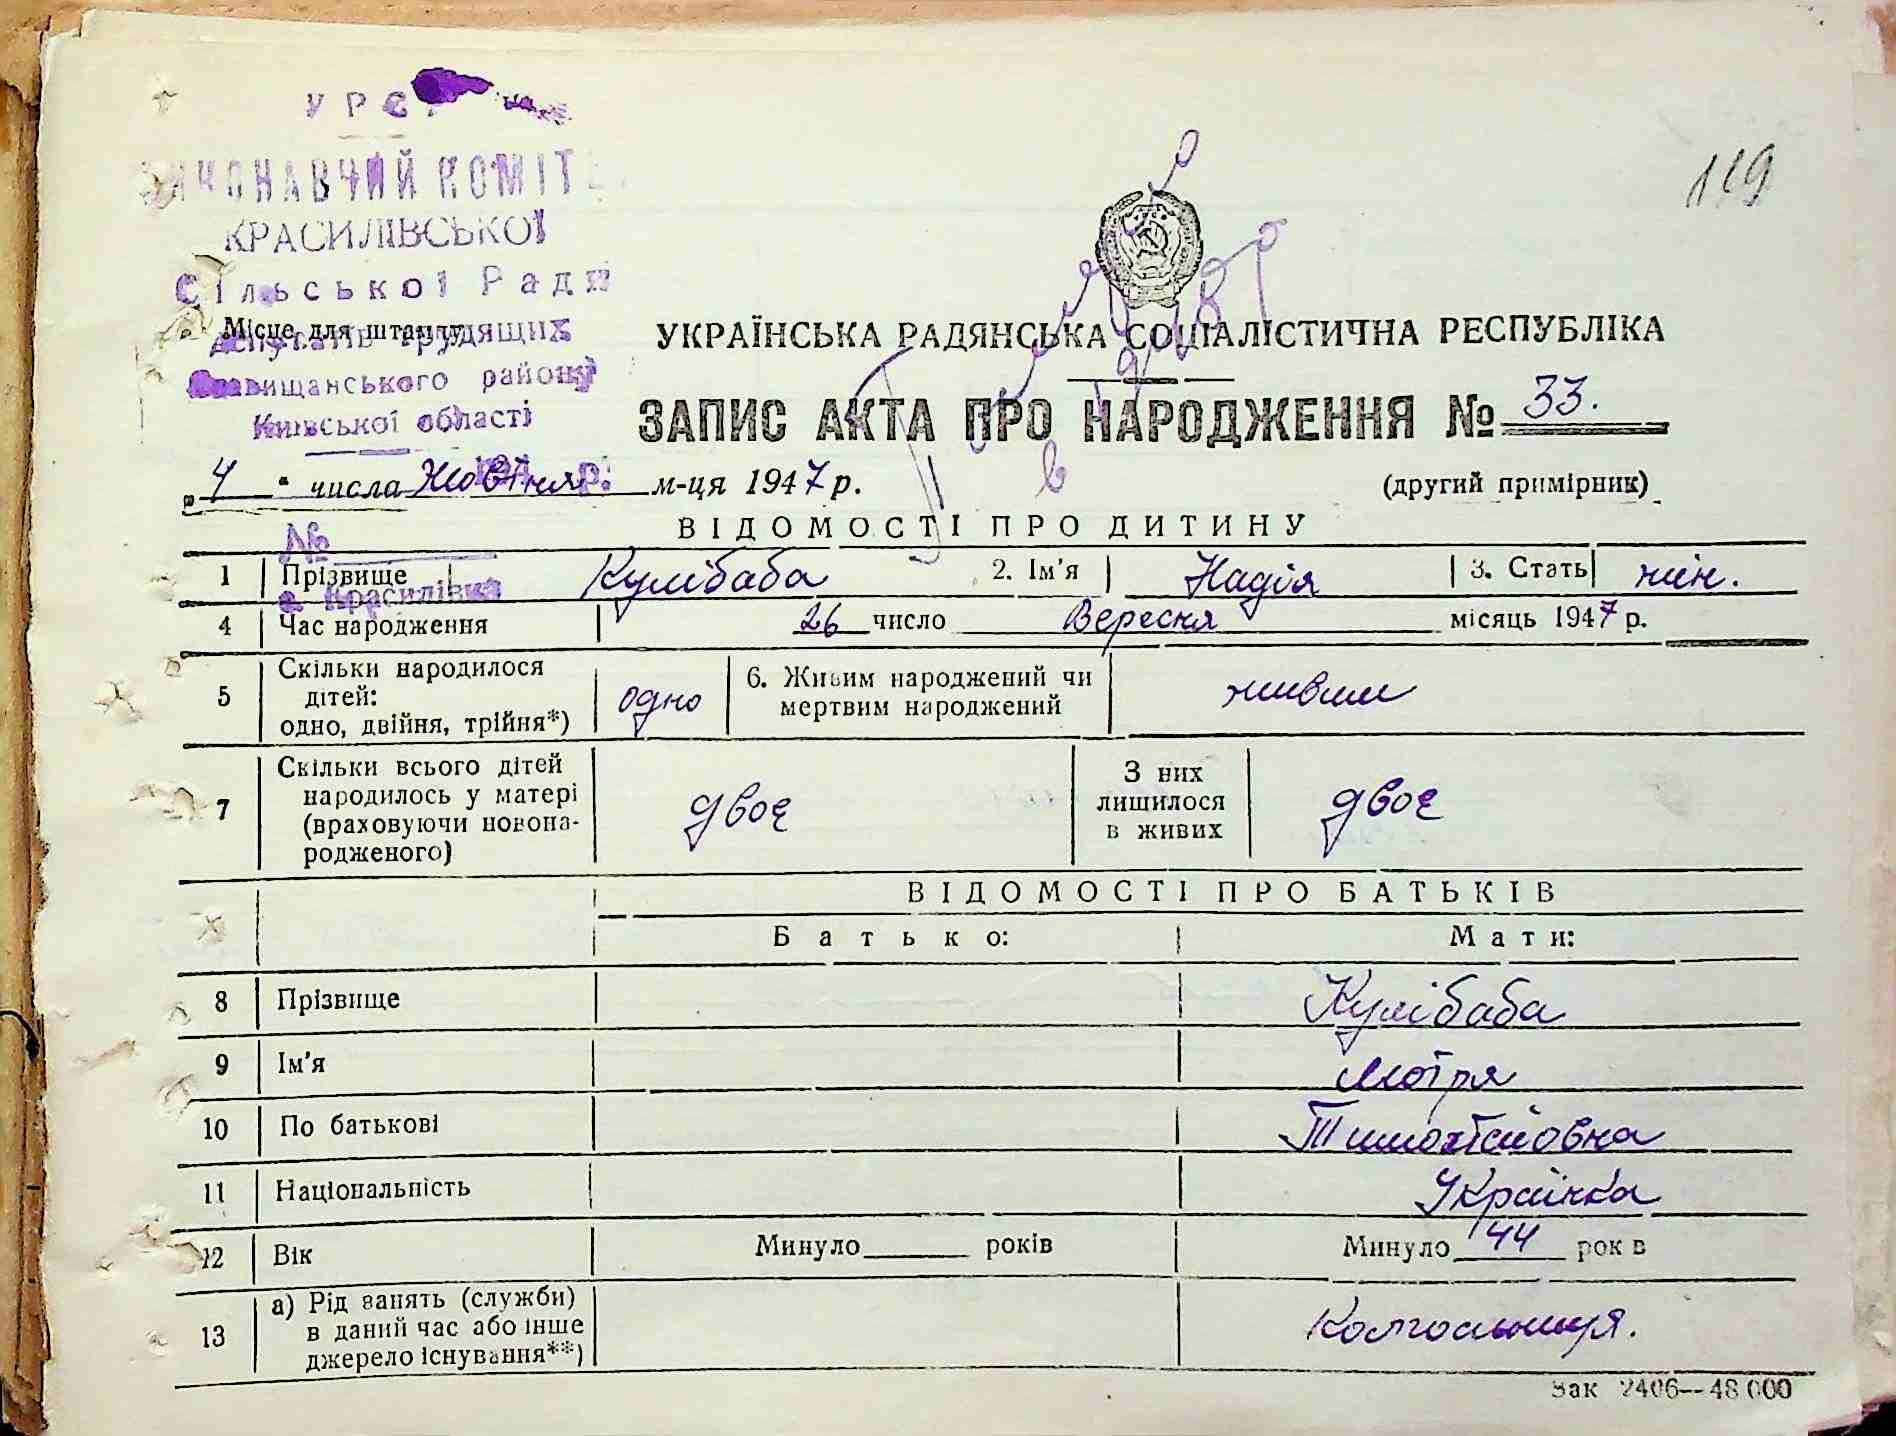 УРСР
ВИКОНАВЧИЙ КОМІТ
КРАСИЛІВСЬКОЇ
Сільської Ради
депутатів трудящих
Місце для штампу
Ставищанського району
Київської області
№
с. Красилівка
119
УКРАЇНСЬКА РАДЯНСЬКА СОЦІАЛІСТИЧНА РЕСПУБЛІКА
ЗАПИС АКТА ПРО НАРОДЖЕННЯ № 33.
„4" числа Жовтня м-ця 1947 р. (другий примірник)
ВІДОМОСТІ ПРО ДИТИНУ
1 Прізвище Кулібаба 2. Ім'я Надія 3. Стать жін.
4 Час народження 26 число Вересня місяць 1947 р.
5 Скільки народилося дітей: одно, двійня, трійня*) одно 6. Живим народжений чи мертвим народжений живим
7 Скільки всього дітей народилось у матері (враховуючи новонародженого) двоє З них лишилося в живих двоє
ВІДОМОСТІ ПРО БАТЬКІВ
Батько: Мати:
8 Прізвище Кулібаба
9 Ім'я Мотря
10 По батькові Тимофіївна
11 Національність Українка
12 Вік Минуло років Минуло 44 рок в
13 а) Рід занять (служби) в даний час або інше джерело існування**) Колгоспниця.
Зак 2406—48 000